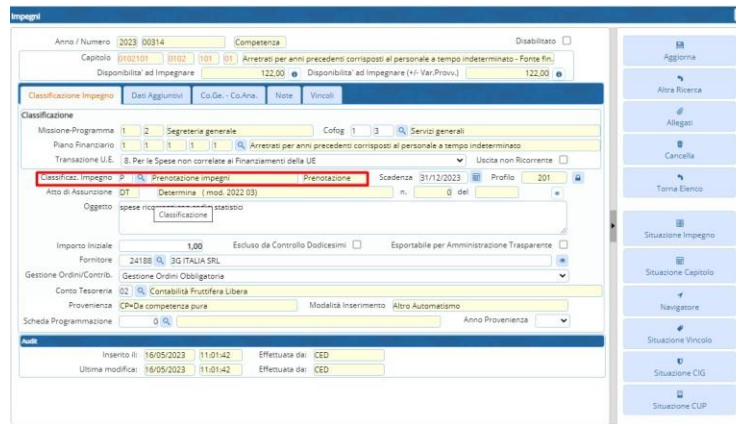 Impegni
Anno / Numero 2023 00314 Competenza Disabilitato
Capitolo 0102101 0102 101 01 Arretrati per anni precedenti corrisposti al personale a tempo indeterminato - Fonte fin.
Disponibilita' ad Impegnare 122,00 Disponibilita' ad Impegnare (+/- Var.Provv.) 122,00
Classificazione Impegno Dati Aggiuntivi Co.Ge. - Co.Ana. Note Vincoli
Classificazione
Missione-Programma 1 2 Segreteria generale Cofog 1 3 Servizi generali
Piano Finanziario 1 1 1 1 1 Arretrati per anni precedenti corrisposti al personale a tempo indeterminato
Transazione U.E. 8. Per le Spese non correlate ai Finanziamenti della UE Uscita non Ricorrente
Classificaz. Impegno P Prenotazione impegni Prenotazione Scadenza 31/12/2023 Profilo 201
Atto di Assunzione DT Determina ( mod. 2022 03) n. 0 del
Oggetto spese statistici
Classificazione
Importo Iniziale 1,00 Escluso da Controllo Dodicesimi Esportabile per Amministrazione Trasparente
Fornitore 24188 3G ITALIA SRL
Gestione Ordini/Contrib. Gestione Ordini Obbligatoria
Conto Tesoreria 02 Contabilità Fruttifera Libera
Provenienza CP=Da competenza pura Modalità Inserimento Altro Automatismo
Scheda Programmazione 0 Anno Provenienza
Audit
Inserito il: 16/05/2023 11:01:42 Effettuata da: CED
Ultima modifica: 16/05/2023 11:01:42 Effettuata da: CED
Aggiorna
Altra Ricerca
Allegati
Cancella
Torna Elenco
Situazione Impegno
Situazione Capitolo
Navigatore
Situazione Vincolo
Situazione CIG
Situazione CUP